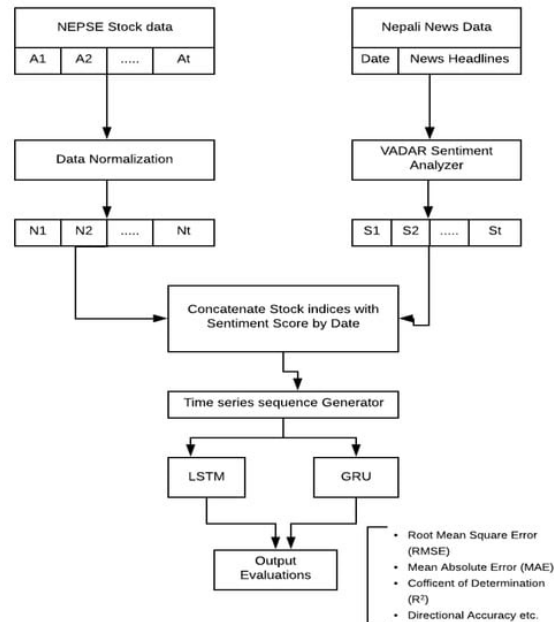 NEPSE Stock data
A1 A2 ..... At
Nepali News Data
Date News Headlines
Data Normalization
VADAR Sentiment
Analyzer
N1 N2 ..... Nt
S1 S2 ..... St
Concatenate Stock indices with
Sentiment Score by Date
Time series sequence Generator
LSTM
GRU
Output
Evaluations
• Root Mean Square Error
(RMSE)
• Mean Absolute Error (MAE)
• Cofficent of Determination
(R²)
• Directional Accuracy etc.